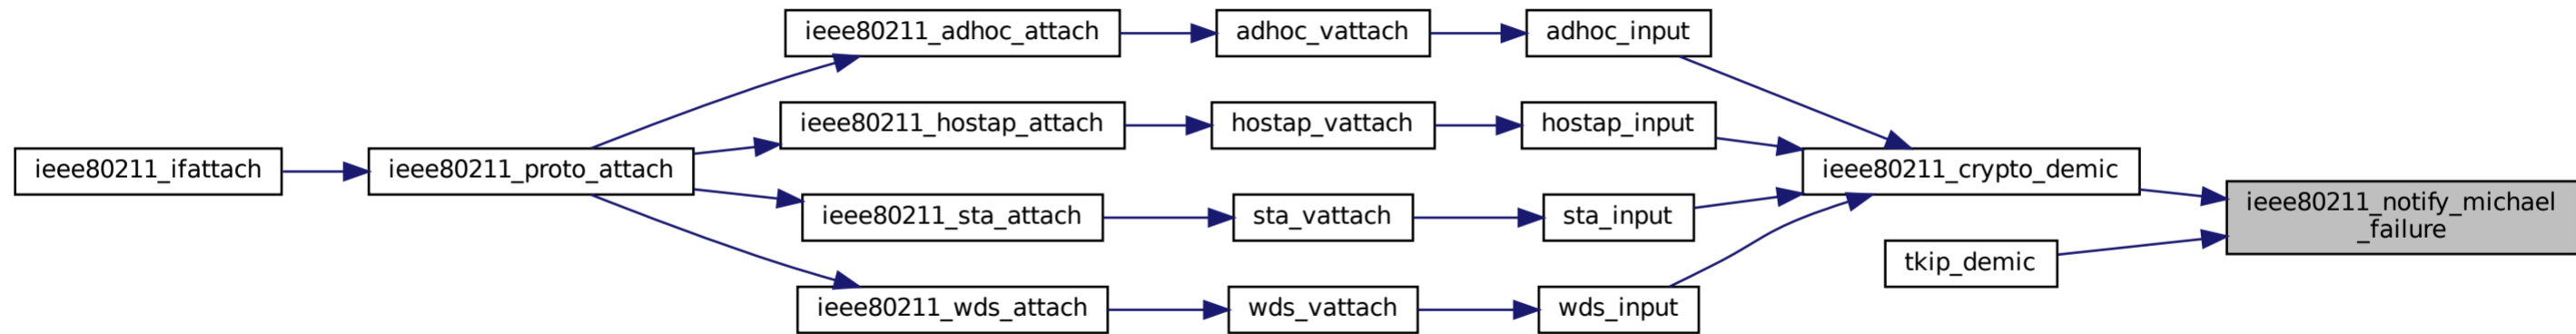 ieee80211_adhoc_attach
adhoc_vattach
adhoc_input
ieee80211_hostap_attach
hostap_vattach
hostap_input
ieee80211_ifattach
ieee80211_proto_attach
ieee80211_crypto_demic
ieee80211_notify_michael
_failure
ieee80211_sta_attach
sta_vattach
sta_input
tkip_demic
ieee80211_wds_attach
wds_vattach
wds_input